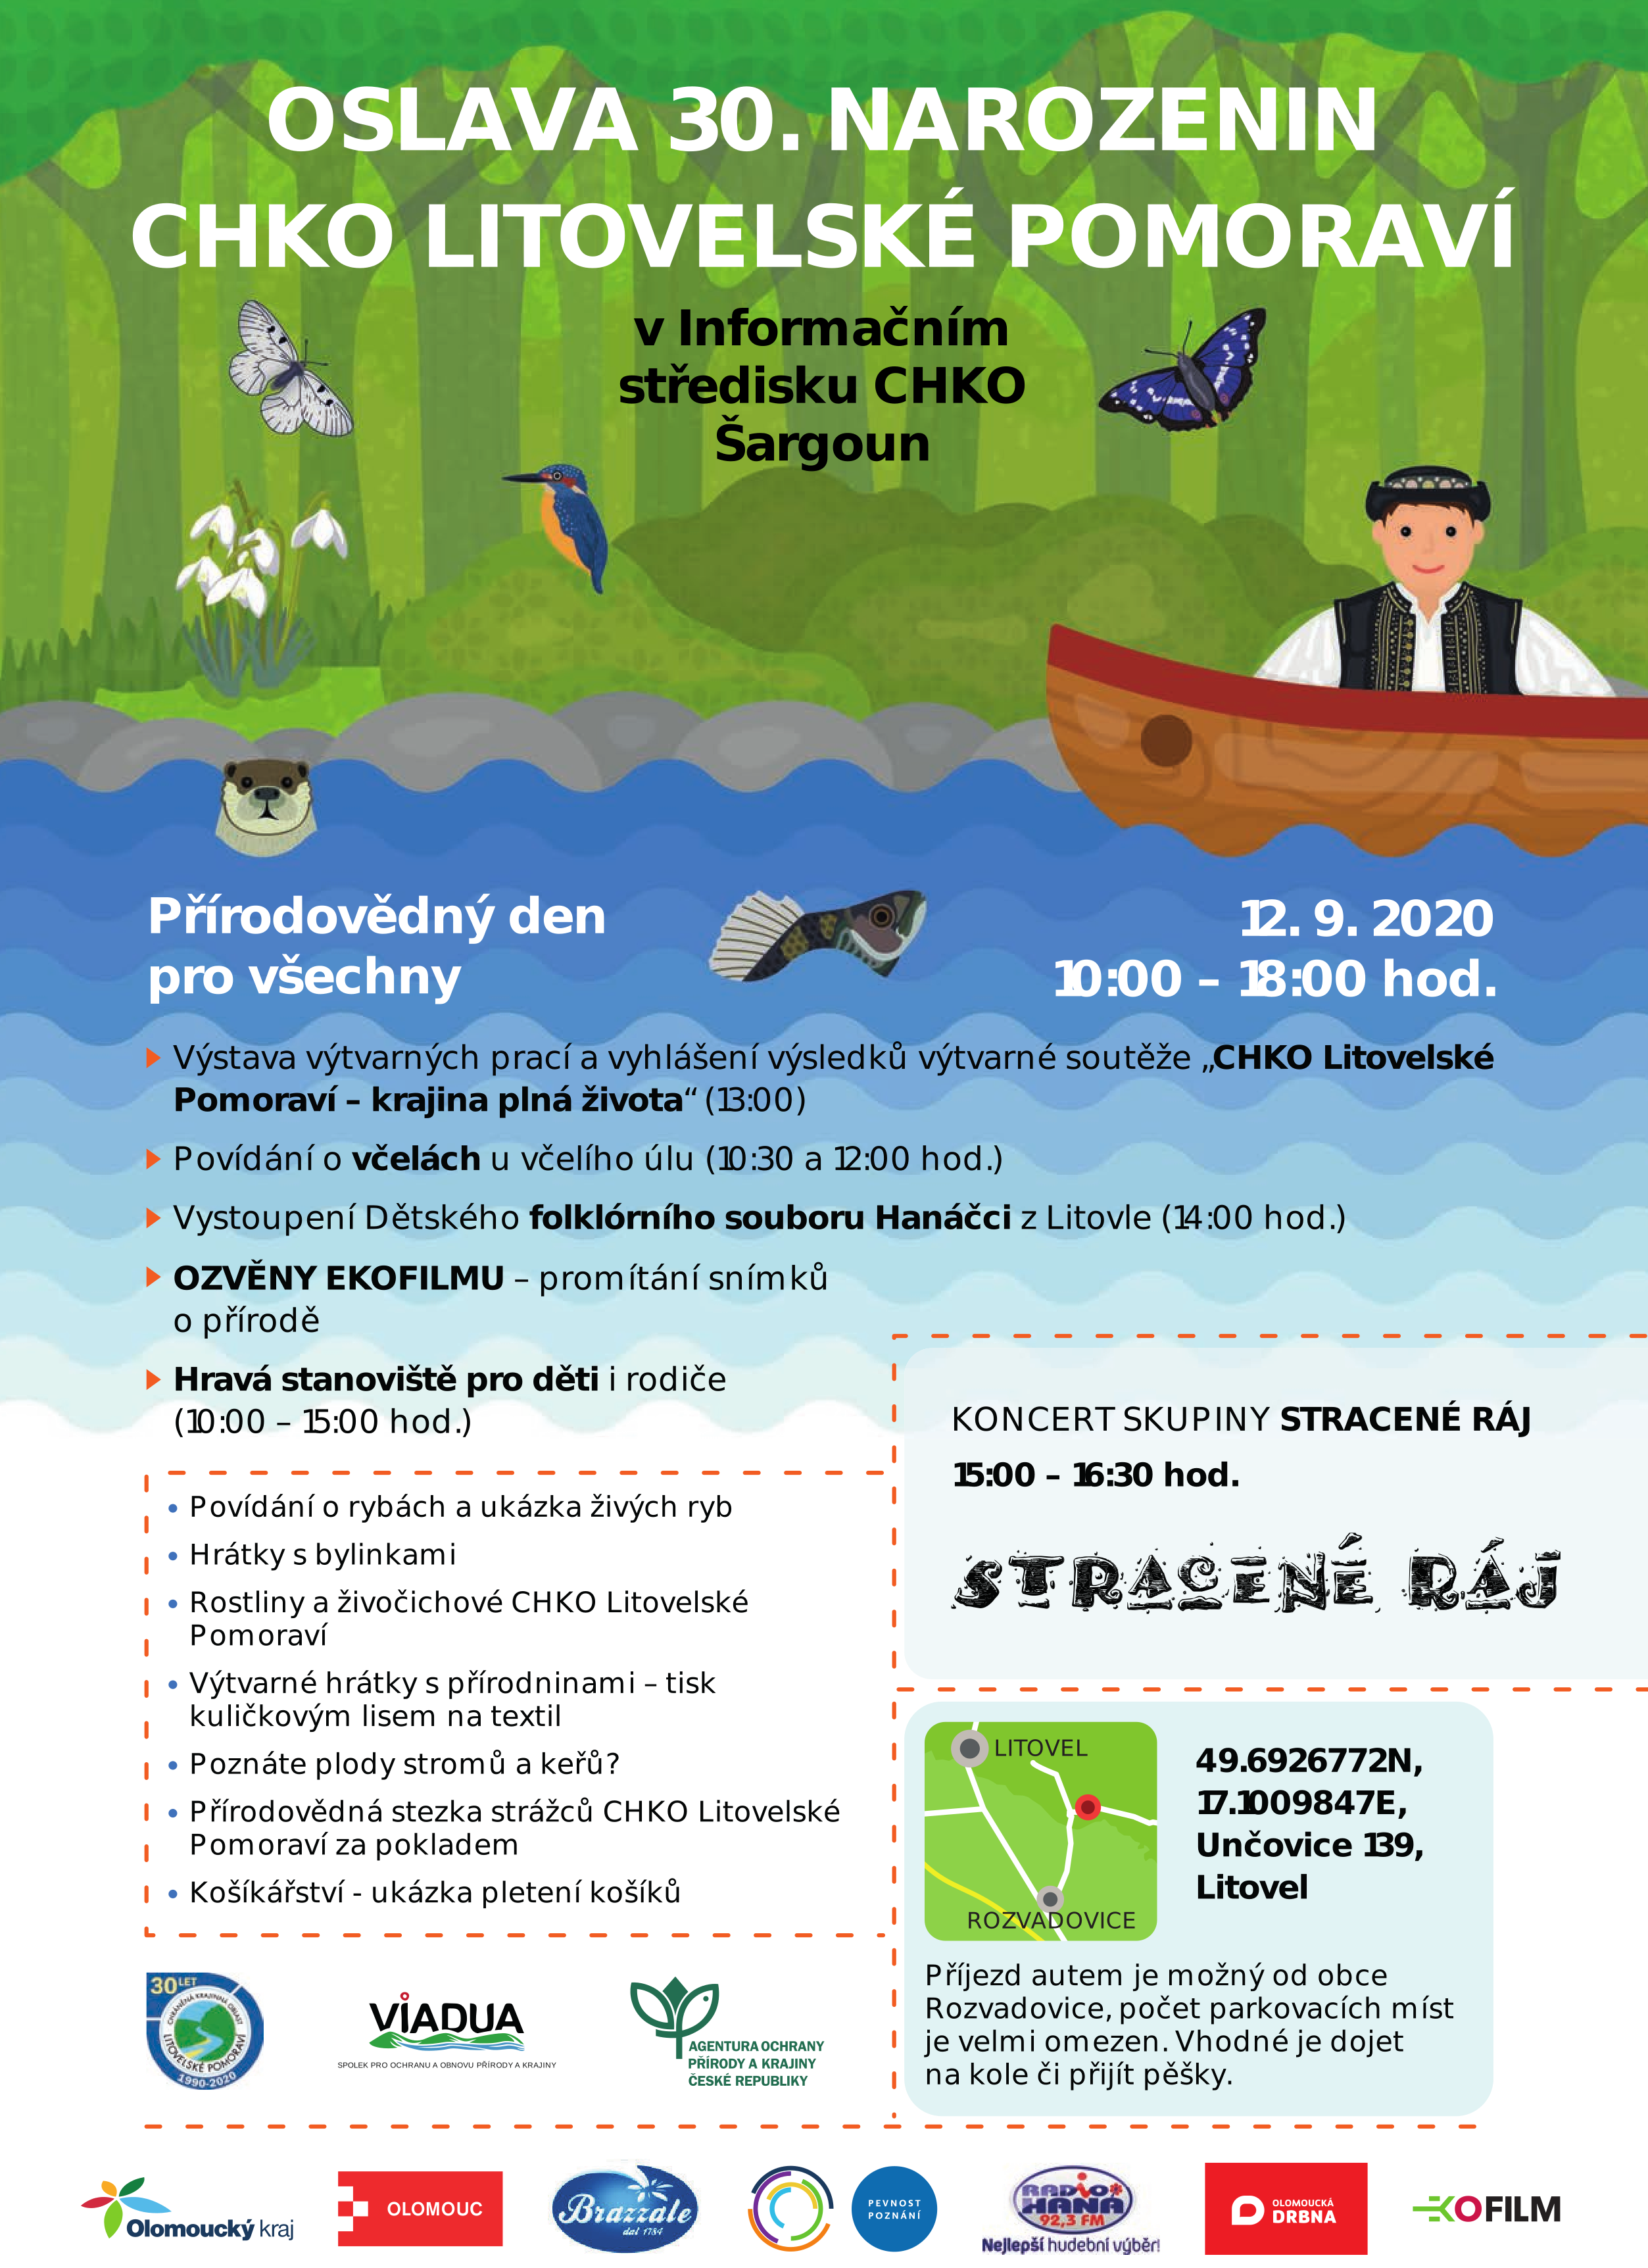 OSLAVA 30. NAROZENIN
CHKO LITOVELSKÉ POMORAVÍ
v Informačním
středisku CHKO
Šargoun
Přírodovědný den
pro všechny
12. 9. 2020
10:00 – 18:00 hod.
Výstava výtvarných prací a vyhlášení výsledků výtvarné soutěže „CHKO Litovelské
Pomoraví – krajina plná života“ (13:00)
Povídání o včelách u včelího úlu (10:30 a 12:00 hod.)
Vystoupení Dětského folklórního souboru Hanáčci z Litovle (14:00 hod.)
OZVĚNY EKOFILMU – promítání snímků
o přírodě
Hravá stanoviště pro děti i rodiče
(10:00 – 15:00 hod.)
• Povídání o rybách a ukázka živých ryb
• Hrátky s bylinkami
• Rostliny a živočichové CHKO Litovelské
Pomoraví
• Výtvarné hrátky s přírodninami – tisk
kuličkovým lisem na textil
• Poznáte plody stromů a keřů?
• Přírodovědná stezka strážců CHKO Litovelské
Pomoraví za pokladem
• Košíkářství - ukázka pletení košíků
KONCERT SKUPINY STRACENÉ RÁJ
15:00 – 16:30 hod.
STRACENÉ RÁJ
LITOVEL
ROZVADOVICE
49.6926772N,
17.1009847E,
Unčovice 139,
Litovel
Příjezd autem je možný od obce
Rozvadovice, počet parkovacích míst
je velmi omezen. Vhodné je dojet
na kole či přijít pěšky.
30 LET
CHRÁNĚNÁ KRAJINNÁ OBLAST
LITOVELSKÉ POMORAVÍ
1990-2020
VIADUA
SPOLEK PRO OCHRANU A OBNOVU PŘÍRODY A KRAJINY
AGENTURA OCHRANY
PŘÍRODY A KRAJINY
ČESKÉ REPUBLIKY
Olomoucký kraj
OLOMOUC
Brazzale
dal 1784
PEVNOST
POZNÁNÍ
RADIO
HANÁ
92,3 FM
Nejlepší hudební výběr!
OLOMOUCKÁ
DRBNA
EKOFILM